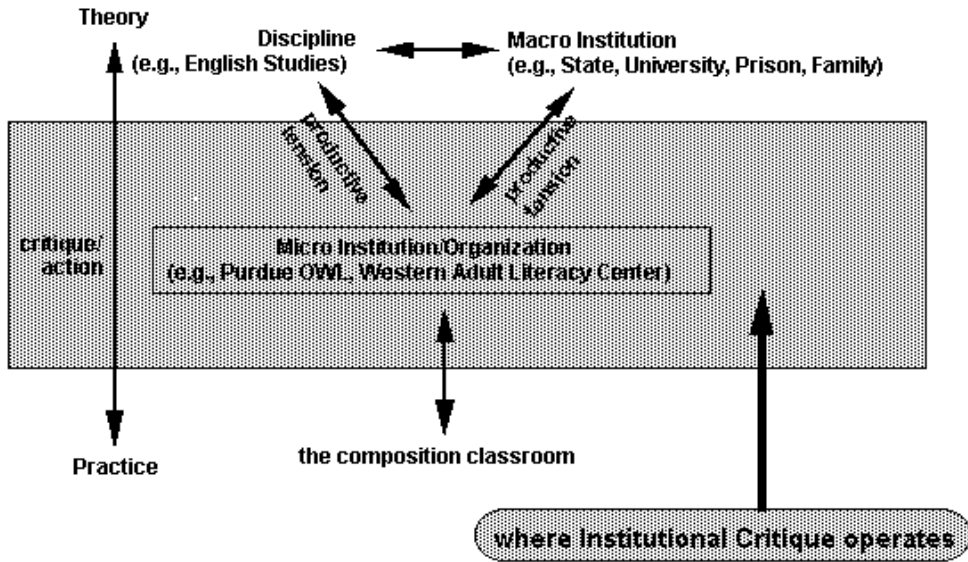 Theory
Discipline
(e.g., English Studies)
Macro Institution
(e.g., State, University, Prison, Family)
productive
tension
productive
tension
critique/
action
Micro Institution/Organization
(e.g., Purdue OWL, Western Adult Literacy Center)
Practice
the composition classroom
where Institutional Critique operates